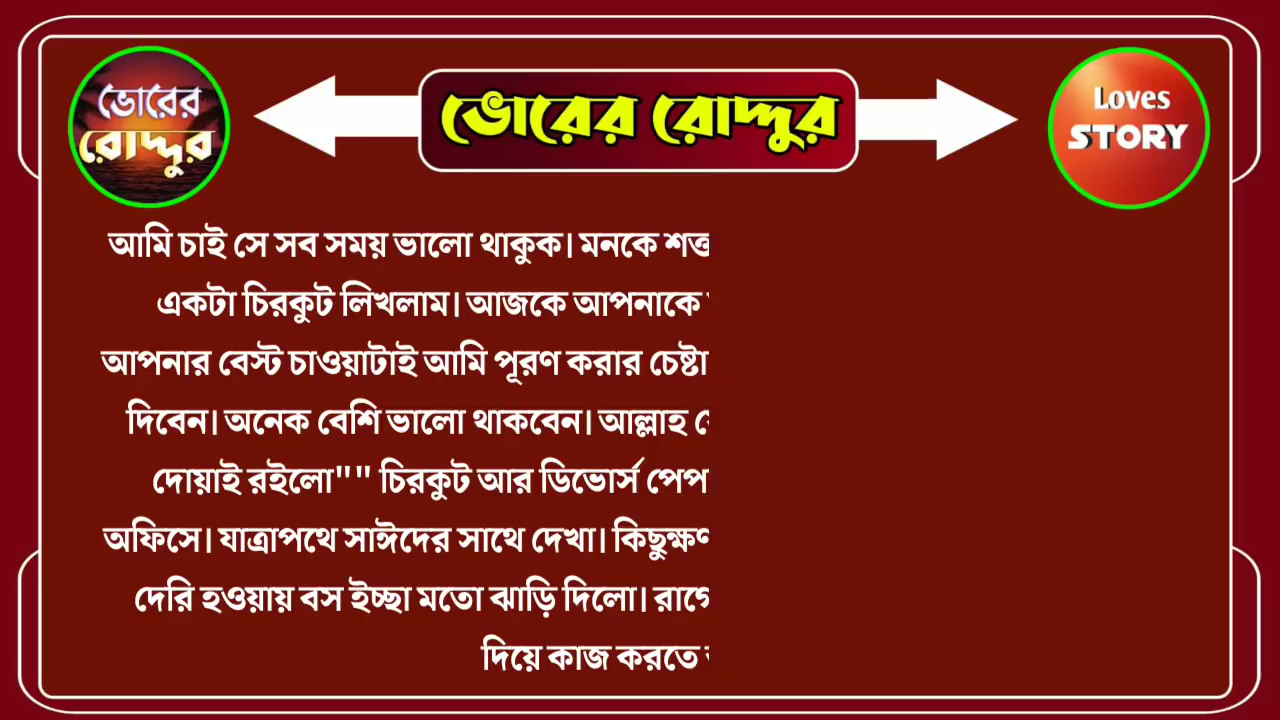 ভোরের
রোদ্দুর
ভোরের রোদ্দুর
Loves
STORY
আমি চাই সে সব সময় ভালো থাকুক। মনকে
একটা চিরকুট লিখলাম। আজকে আপনাকে
আপনার বেস্ট চাওয়াটাই আমি পূরণ করার চেষ্টা
দিবেন। অনেক বেশি ভালো থাকবেন। আল্লাহ
দোয়াই রইলো"" চিরকুট আর ডিভোর্স
অফিসে। যাত্রাপথে সাঈদের সাথে দেখা।
দেরি হওয়ায় বস ইচ্ছা মতো ঝাড়ি দিলো।
দিয়ে কাজ করতে